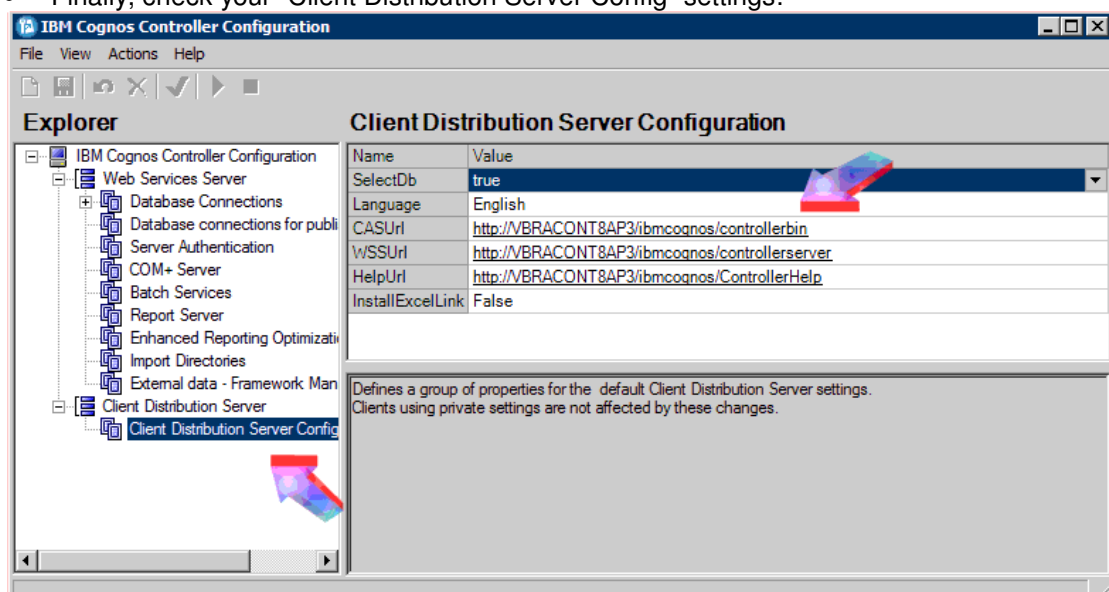 Finally, check your "Client Distribution Server Config" settings:
IBM Cognos Controller Configuration
File View Actions Help
Explorer
Client Distribution Server Configuration
IBM Cognos Controller Configuration
Web Services Server
Database Connections
Database connections for publi
Server Authentication
COM+ Server
Batch Services
Report Server
Enhanced Reporting Optimizati
Import Directories
External data - Framework Man
Client Distribution Server
Client Distribution Server Config
Name Value
SelectDb true
Language English
CASUrl http://VBRACONT8AP3/ibmcognos/controllerbin
WSSUrl http://VBRACONT8AP3/ibmcognos/controllerserver
HelpUrl http://VBRACONT8AP3/ibmcognos/ControllerHelp
InstallExcelLink False
Defines a group of properties for the default Client Distribution Server settings.
Clients using private settings are not affected by these changes.